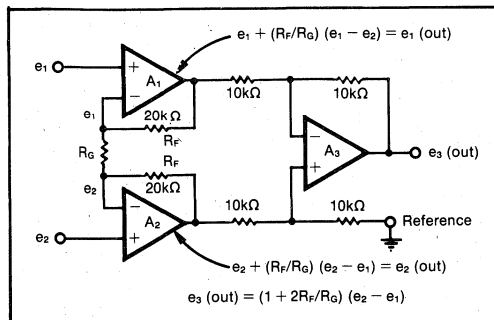 e₁ + (R_F/R_G) (e₁ − e₂) = e₁ (out)
e₁
+
A₁
−
10kΩ
10kΩ
e₁
20kΩ
R_F
R_G
−
A₃
+
e₃ (out)
R_F
20kΩ
e₂
−
A₂
+
10kΩ
10kΩ
Reference
e₂
e₂ + (R_F/R_G) (e₂ − e₁) = e₂ (out)
e₃ (out) = (1 + 2R_F/R_G) (e₂ − e₁)